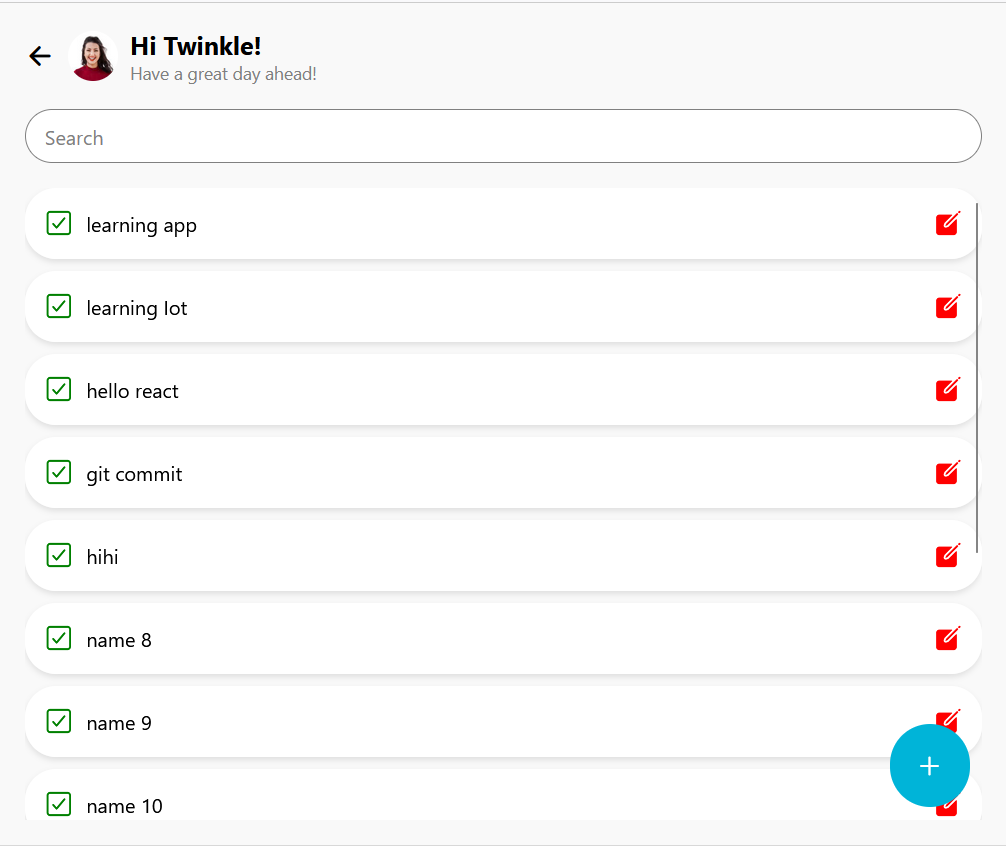 Hi Twinkle!
Have a great day ahead!
Search
learning app
learning Iot
hello react
git commit
hihi
name 8
name 9
name 10